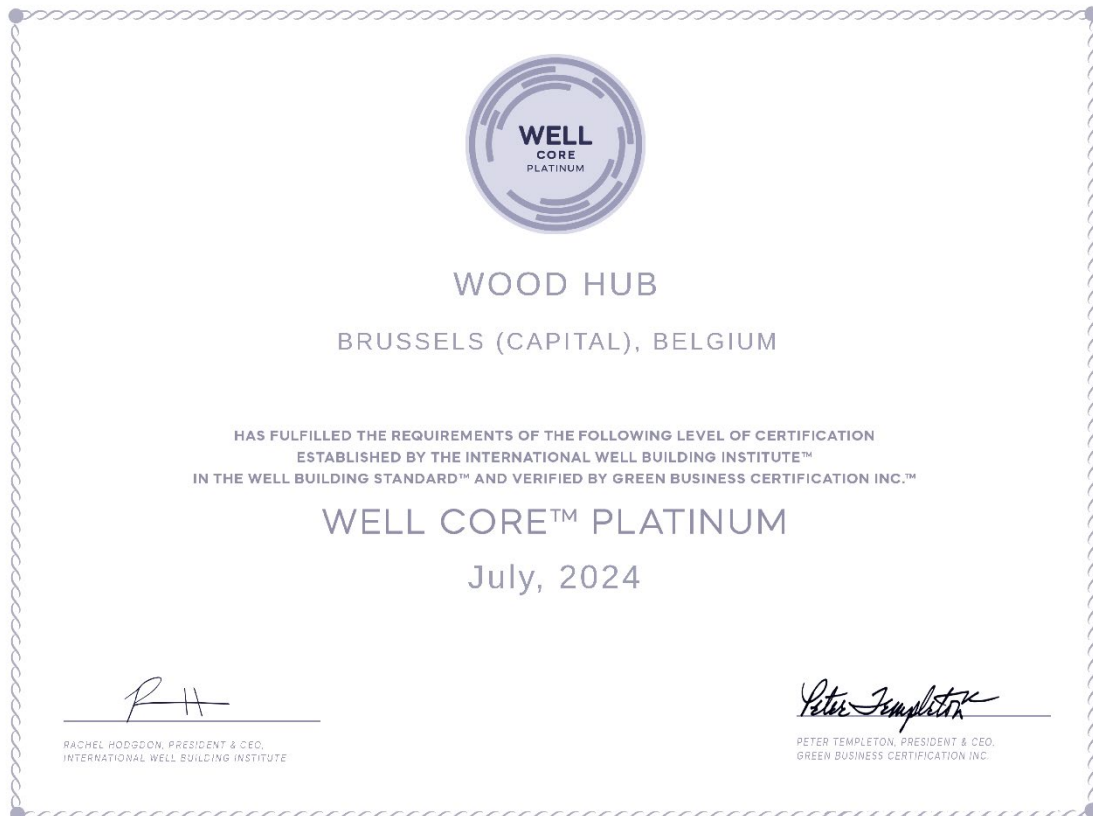 WELL
CORE
PLATINUM
WOOD HUB
BRUSSELS (CAPITAL), BELGIUM
HAS FULFILLED THE REQUIREMENTS OF THE FOLLOWING LEVEL OF CERTIFICATION
ESTABLISHED BY THE INTERNATIONAL WELL BUILDING INSTITUTE™
IN THE WELL BUILDING STANDARD™ AND VERIFIED BY GREEN BUSINESS CERTIFICATION INC.™
WELL CORE™ PLATINUM
July, 2024
RACHEL HODGDON, PRESIDENT & CEO,
INTERNATIONAL WELL BUILDING INSTITUTE
Peter Templeton
PETER TEMPLETON, PRESIDENT & CEO,
GREEN BUSINESS CERTIFICATION INC.